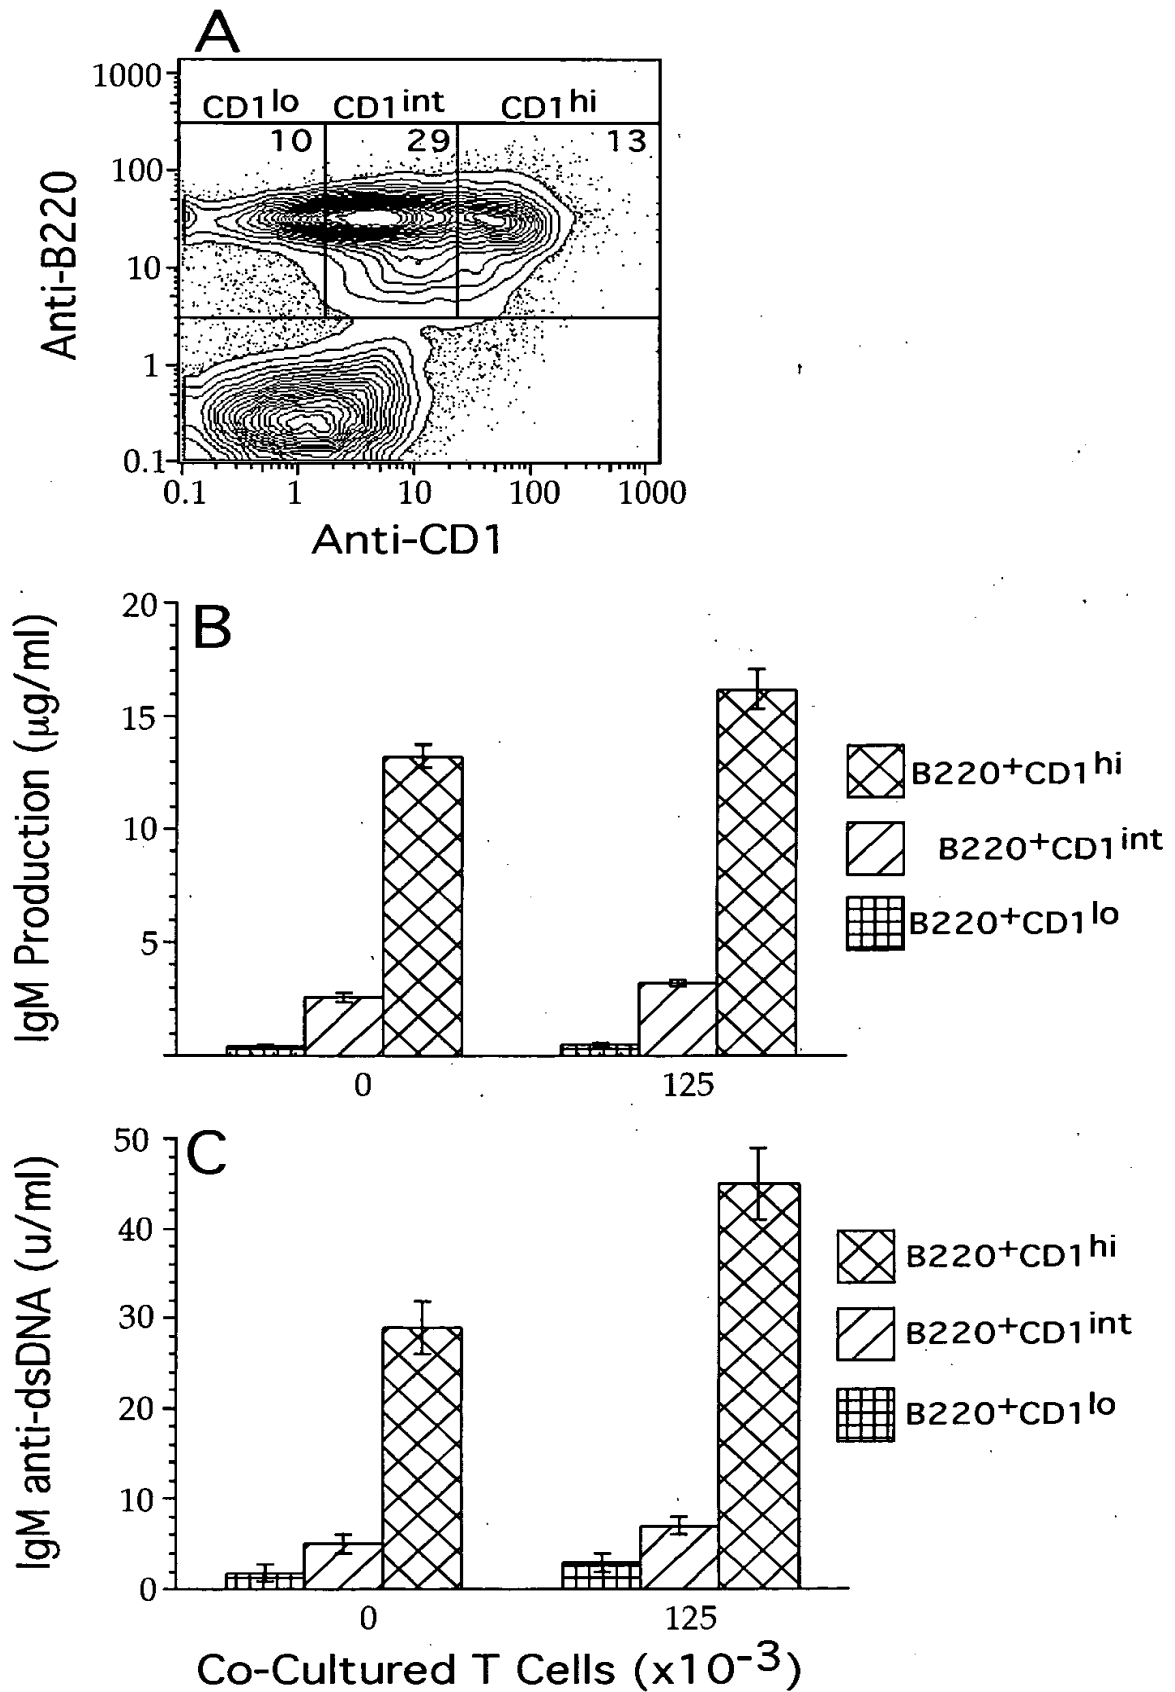 A
1000
100
10
1
0.1
Anti-B220
CD1lo CD1int CD1hi
10 29 13
0.1 1 10 100 1000
Anti-CD1
B
20
15
10
5
IgM Production (µg/ml)
B220+CD1hi
B220+CD1int
B220+CD1lo
0 125
C
50
40
30
20
10
0
IgM anti-dsDNA (u/ml)
B220+CD1hi
B220+CD1int
B220+CD1lo
0 125
Co-Cultured T Cells (x10-3)